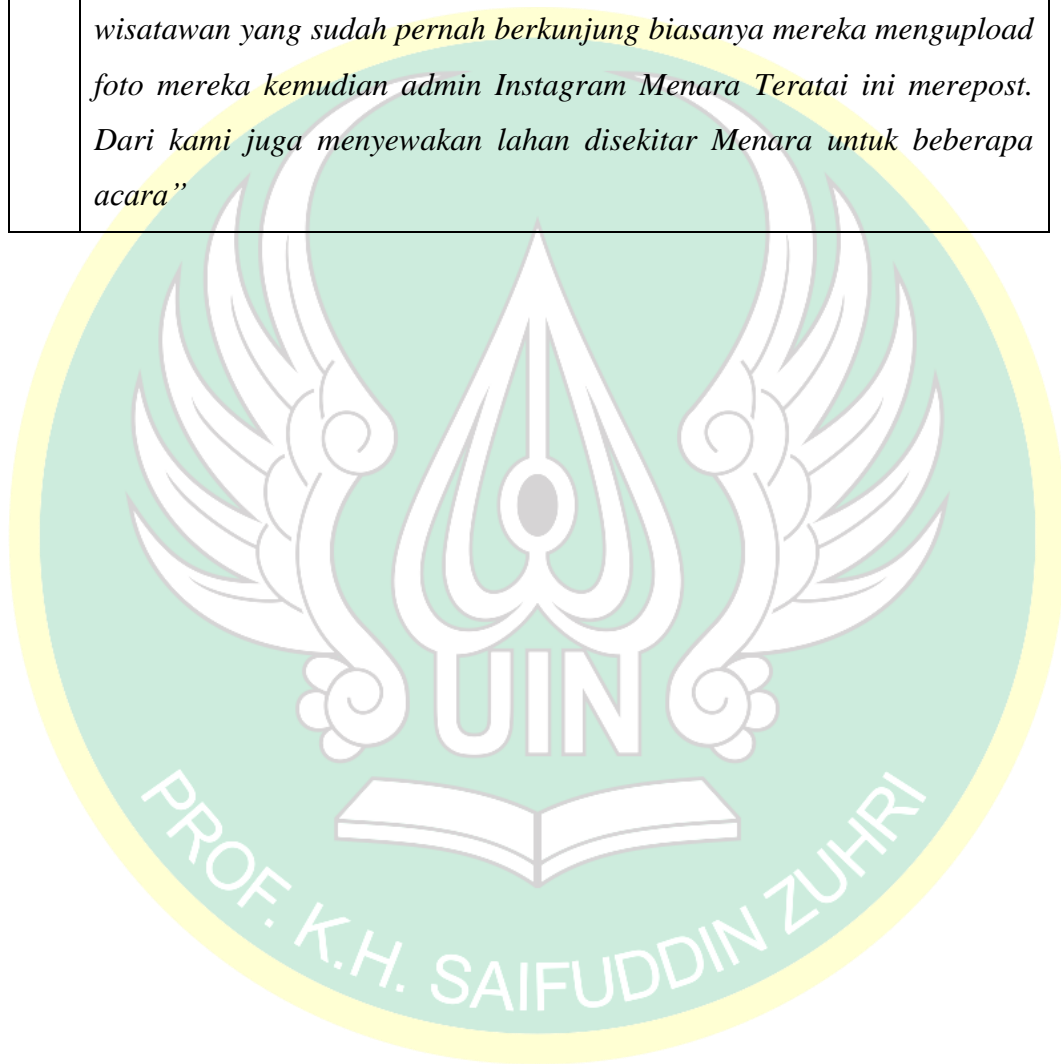 wisatawan yang sudah pernah berkunjung biasanya mereka mengupload
foto mereka kemudian admin Instagram Menara Teratai ini merepost.
Dari kami juga menyewakan lahan disekitar Menara untuk beberapa
acara”
UIN
PROF. K.H. SAIFUDDIN ZUHRI